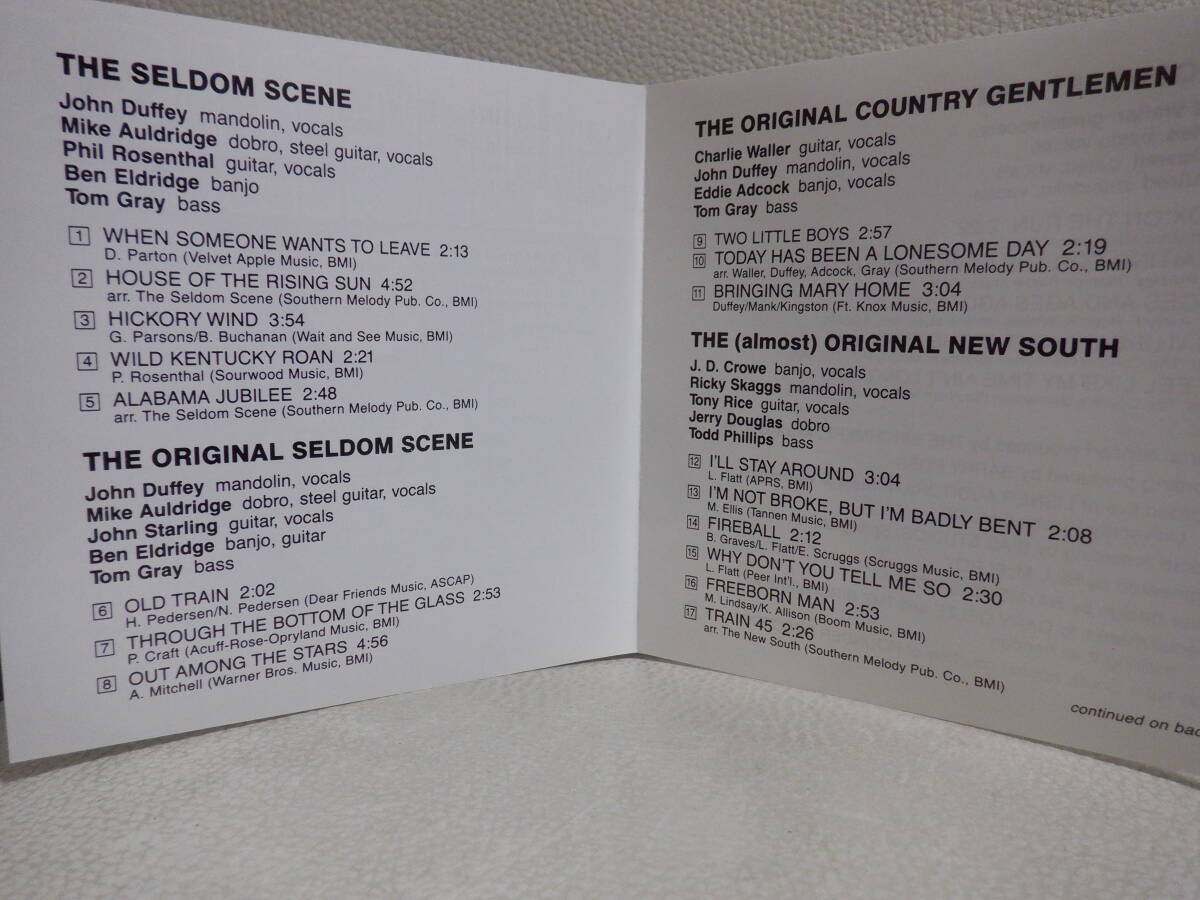 THE SELDOM SCENE
John Duffey mandolin, vocals
Mike Auldridge dobro, steel guitar, vocals
Phil Rosenthal guitar, vocals
Ben Eldridge banjo
Tom Gray bass
1 WHEN SOMEONE WANTS TO LEAVE 2:13
D. Parton (Velvet Apple Music, BMI)
2 HOUSE OF THE RISING SUN 4:52
arr. The Seldom Scene (Southern Melody Pub. Co., BMI)
3 HICKORY WIND 3:54
G. Parsons/B. Buchanan (Wait and See Music, BMI)
4 WILD KENTUCKY ROAN 2:21
P. Rosenthal (Sourwood Music, BMI)
5 ALABAMA JUBILEE 2:48
arr. The Seldom Scene (Southern Melody Pub. Co., BMI)
THE ORIGINAL SELDOM SCENE
John Duffey mandolin, vocals
Mike Auldridge dobro, steel guitar, vocals
John Starling guitar, vocals
Ben Eldridge banjo, guitar
Tom Gray bass
6 OLD TRAIN 2:02
H. Pedersen/N. Pedersen (Dear Friends Music, ASCAP)
7 THROUGH THE BOTTOM OF THE GLASS 2:53
P. Craft (Acuff-Rose-Opryland Music, BMI)
8 OUT AMONG THE STARS 4:56
A. Mitchell (Warner Bros. Music, BMI)
THE ORIGINAL COUNTRY GENTLEMEN
Charlie Waller guitar, vocals
John Duffey mandolin, vocals
Eddie Adcock banjo, vocals
Tom Gray bass
9 TWO LITTLE BOYS 2:57
10 TODAY HAS BEEN A LONESOME DAY 2:19
arr. Waller, Duffey, Adcock, Gray (Southern Melody Pub. Co., BMI)
11 BRINGING MARY HOME 3:04
Duffey/Mank/Kingston (Ft. Knox Music, BMI)
THE (almost) ORIGINAL NEW SOUTH
J. D. Crowe banjo, vocals
Ricky Skaggs mandolin, vocals
Tony Rice guitar, vocals
Jerry Douglas dobro
Todd Phillips bass
12 I'LL STAY AROUND 3:04
L. Flatt (APRS, BMI)
13 I'M NOT BROKE, BUT I'M BADLY BENT 2:08
M. Ellis (Tannen Music, BMI)
14 FIREBALL 2:12
B. Graves/L. Flatt/E. Scruggs (Scruggs Music, BMI)
15 WHY DON'T YOU TELL ME SO 2:30
L. Flatt (Peer Int'l., BMI)
16 FREEBORN MAN 2:53
M. Lindsay/K. Allison (Boom Music, BMI)
17 TRAIN 45 2:26
arr. The New South (Southern Melody Pub. Co., BMI)
continued on bac